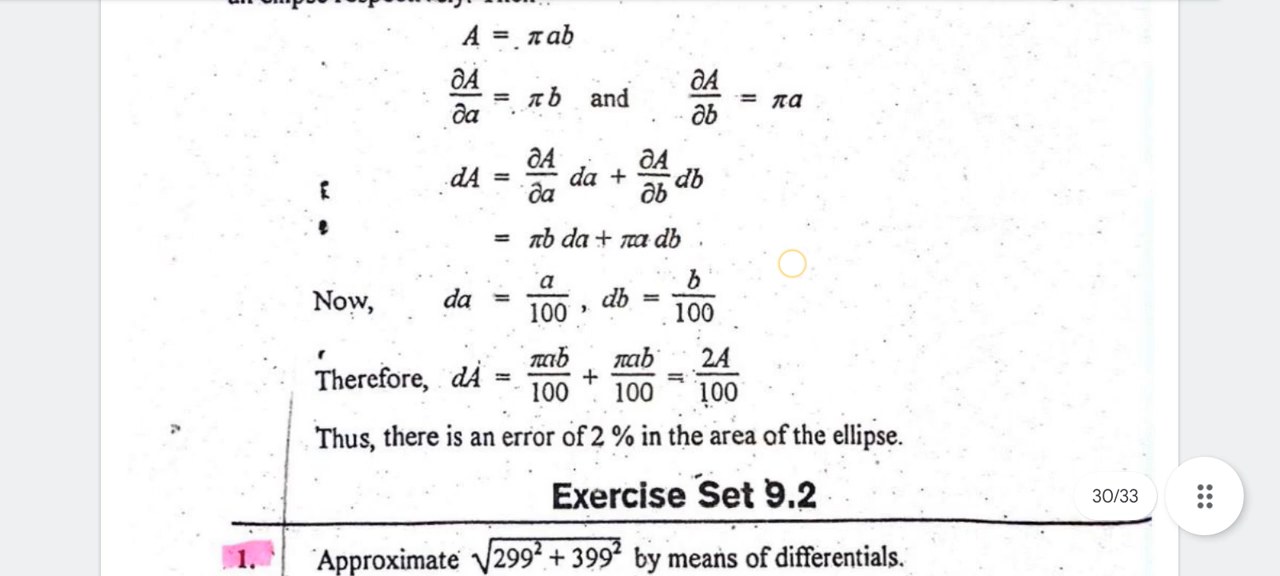 A = π ab
∂A/∂a = π b and ∂A/∂b = πa
dA = ∂A/∂a da + ∂A/∂b db
= πb da + πa db
Now, da = a/100 , db = b/100
Therefore, dA = πab/100 + πab/100 = 2A/100
Thus, there is an error of 2 % in the area of the ellipse.
Exercise Set 9.2
30/33
1. Approximate √299² + 399² by means of differentials.